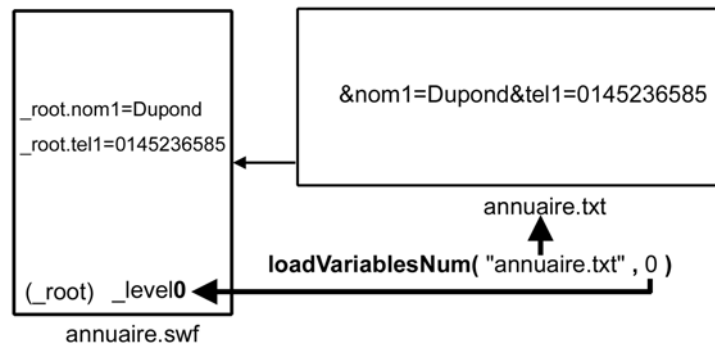 _root.nom1=Dupond
_root.tel1=0145236585
(_root) _level0
annuaire.swf
&nom1=Dupond&tel1=0145236585
annuaire.txt
loadVariablesNum( "annuaire.txt" , 0 )